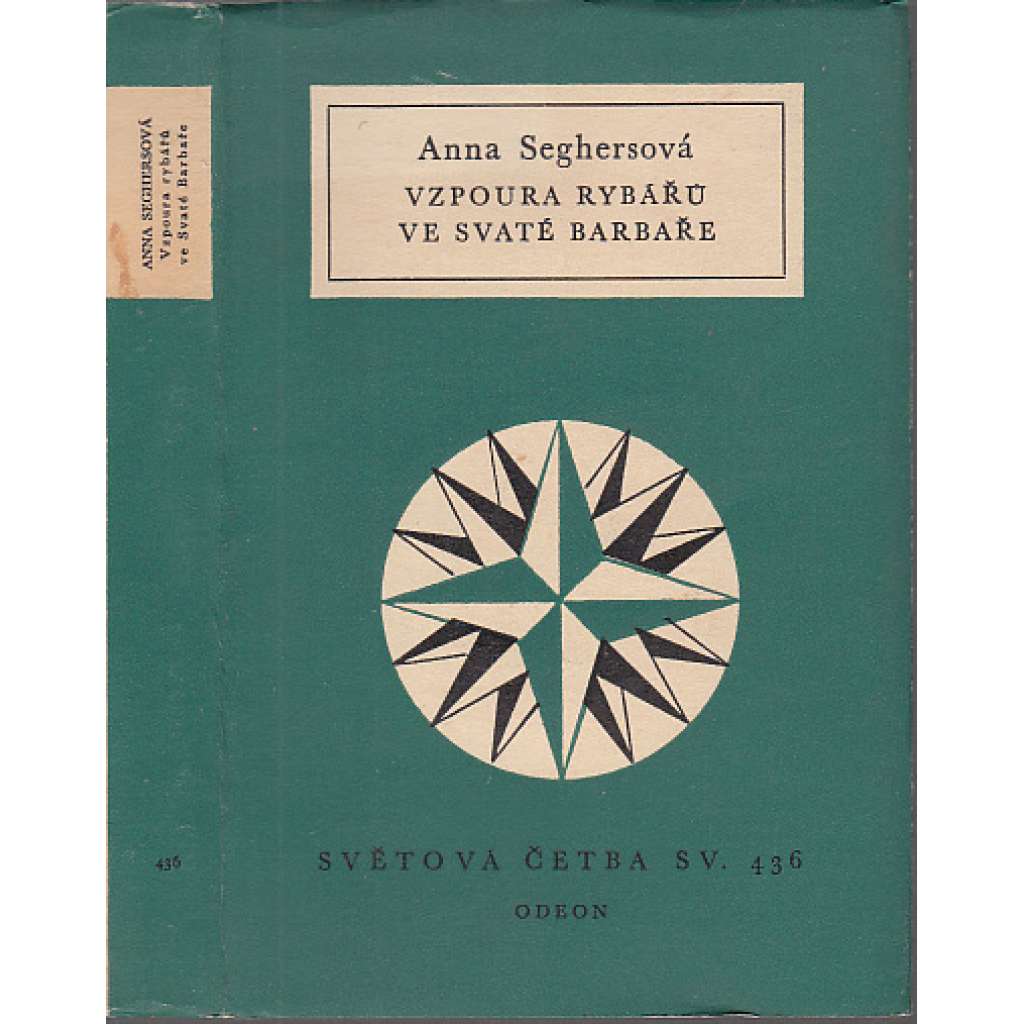 ANNA SEGHERSOVÁ
Vzpoura rybářů
ve Svaté Barbaře
436
Anna Seghersová
VZPOURA RYBÁŘŮ
VE SVATÉ BARBAŘE
SVĚTOVÁ ČETBA SV. 436
ODEON